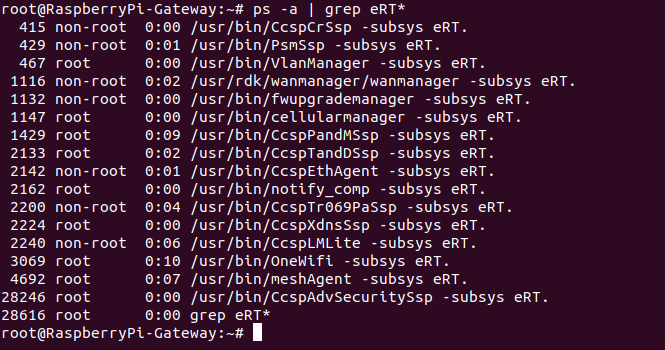 root@RaspberryPi-Gateway:~# ps -a | grep eRT*
  415 non-root  0:00 /usr/bin/CcspCrSsp -subsys eRT.
  429 non-root  0:01 /usr/bin/PsmSsp -subsys eRT.
  467 root      0:00 /usr/bin/VlanManager -subsys eRT.
 1116 non-root  0:02 /usr/rdk/wanmanager/wanmanager -subsys eRT.
 1132 non-root  0:00 /usr/bin/fwupgrademanager -subsys eRT.
 1147 root      0:00 /usr/bin/cellularmanager -subsys eRT.
 1429 root      0:09 /usr/bin/CcspPandMSsp -subsys eRT.
 2133 root      0:02 /usr/bin/CcspTandDSsp -subsys eRT.
 2142 non-root  0:01 /usr/bin/CcspEthAgent -subsys eRT.
 2162 root      0:00 /usr/bin/notify_comp -subsys eRT.
 2200 non-root  0:04 /usr/bin/CcspTr069PaSsp -subsys eRT.
 2224 root      0:00 /usr/bin/CcspXdnsSsp -subsys eRT.
 2240 non-root  0:06 /usr/bin/CcspLMLite -subsys eRT.
 3069 root      0:10 /usr/bin/OneWifi -subsys eRT.
 4692 root      0:07 /usr/bin/meshAgent -subsys eRT.
28246 root      0:00 /usr/bin/CcspAdvSecuritySsp -subsys eRT.
28616 root      0:00 grep eRT*
root@RaspberryPi-Gateway:~#